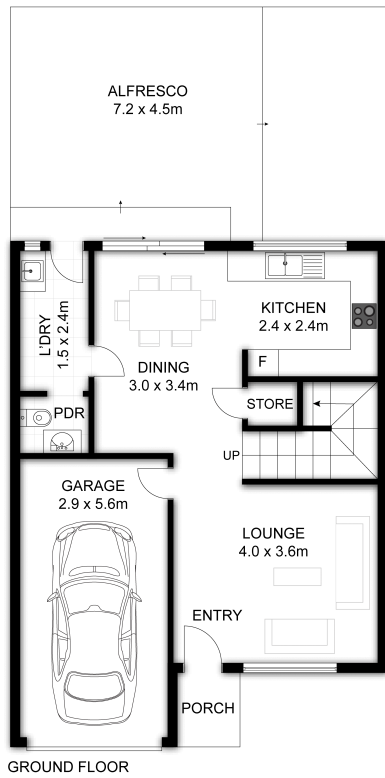 ALFRESCO
7.2 x 4.5m
KITCHEN
2.4 x 2.4m
L'DRY
1.5 x 2.4m
DINING
3.0 x 3.4m
F
STORE
PDR
UP
GARAGE
2.9 x 5.6m
LOUNGE
4.0 x 3.6m
ENTRY
PORCH
GROUND FLOOR